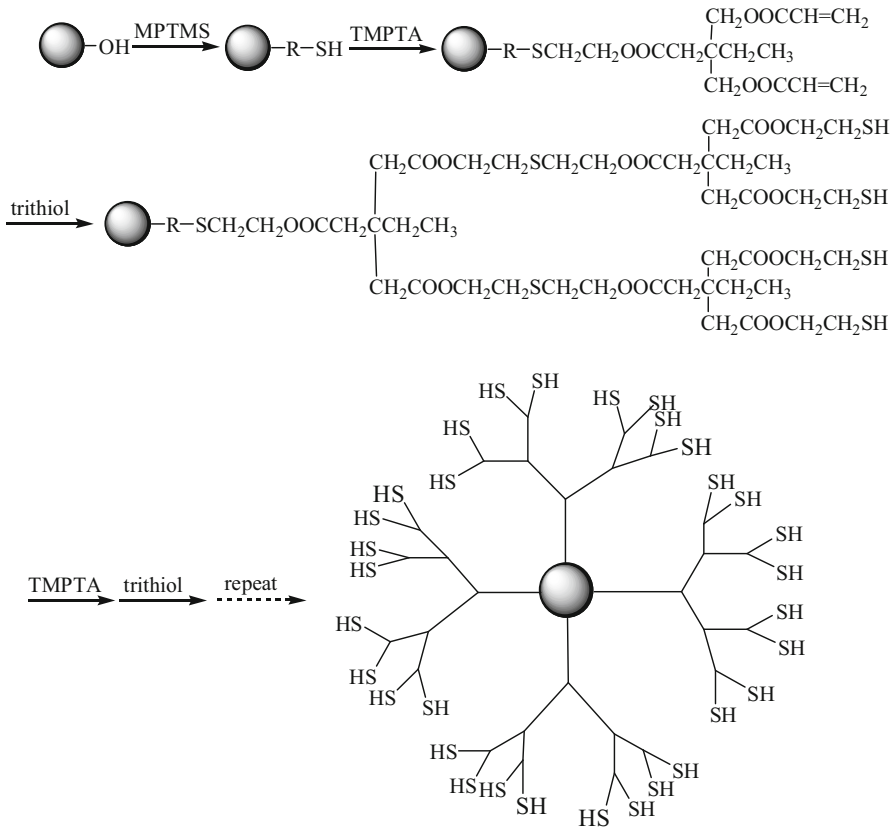 CH₂OOCCH=CH₂
OH MPTMS R–SH TMPTA R–SCH₂CH₂OOCCH₂CCH₂CH₃
CH₂OOCCH=CH₂
CH₂COOCH₂CH₂SH
CH₂COOCH₂CH₂SCH₂CH₂OOCCH₂CCH₂CH₃
trithiol CH₂COOCH₂CH₂SH
R–SCH₂CH₂OOCCH₂CCH₂CH₃
CH₂COOCH₂CH₂SH
CH₂COOCH₂CH₂SCH₂CH₂OOCCH₂CCH₂CH₃
CH₂COOCH₂CH₂SH
HS SH HS SH
SH
HS SH
HS
HS SH
HS SH
HS SH
HS SH
TMPTA trithiol repeat
SH
HS SH
HS SH
HS SH SH SH
HS SH
HS HS SH
SH HS SH